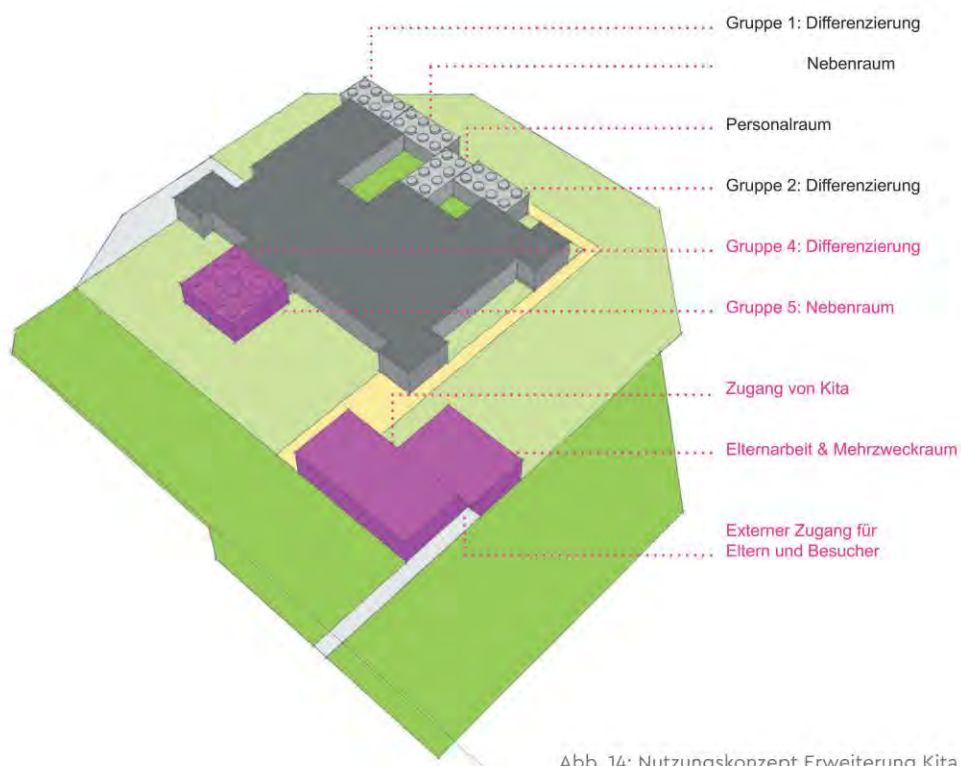 Gruppe 1: Differenzierung
Nebenraum
Personalraum
Gruppe 2: Differenzierung
Gruppe 4: Differenzierung
Gruppe 5: Nebenraum
Zugang von Kita
Elternarbeit & Mehrzweckraum
Externer Zugang für
Eltern und Besucher
Abb. 14: Nutzungskonzept Erweiterung Kita